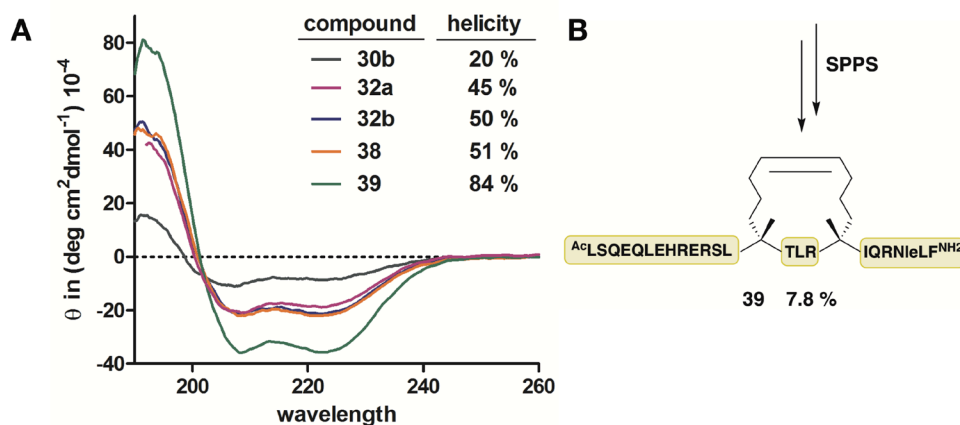 A
compound helicity
30b 20 %
32a 45 %
32b 50 %
38 51 %
39 84 %
θ in (deg cm²dmol⁻¹) 10⁻⁴
80
60
40
20
0
-20
-40
200 220 240 260
wavelength
B
SPPS
AcLSQEQLEHRERSL TLR IQRNleLFNH2
39 7.8 %